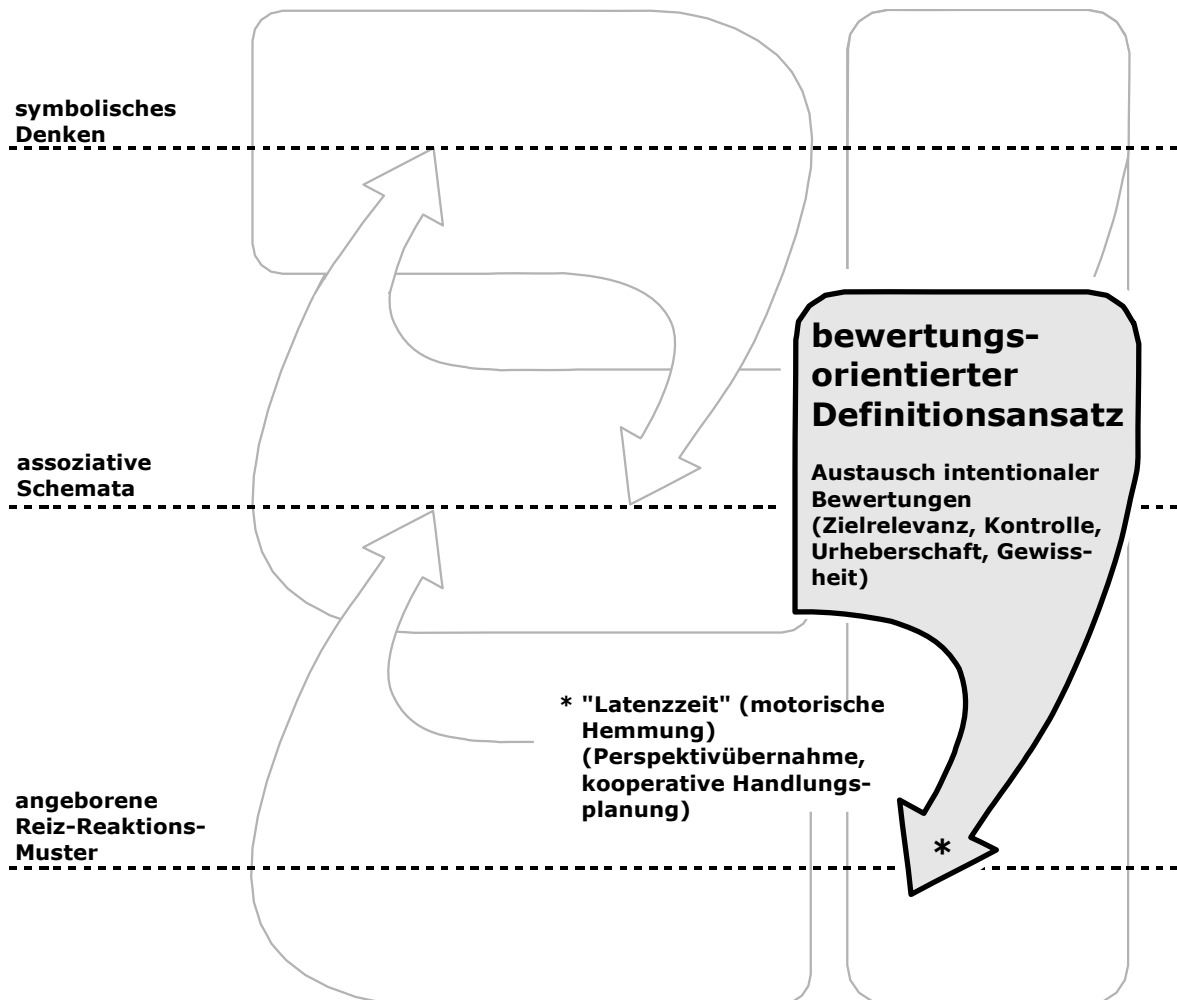 symbolisches
Denken
bewertungs-
orientierter
Definitionsansatz
assoziative
Schemata
Austausch intentionaler
Bewertungen
(Zielrelevanz, Kontrolle,
Urheberschaft, Gewiss-
heit)
* "Latenzzeit" (motorische
Hemmung)
(Perspektivübernahme,
kooperative Handlungs-
planung)
angeborene
Reiz-Reaktions-
Muster
*